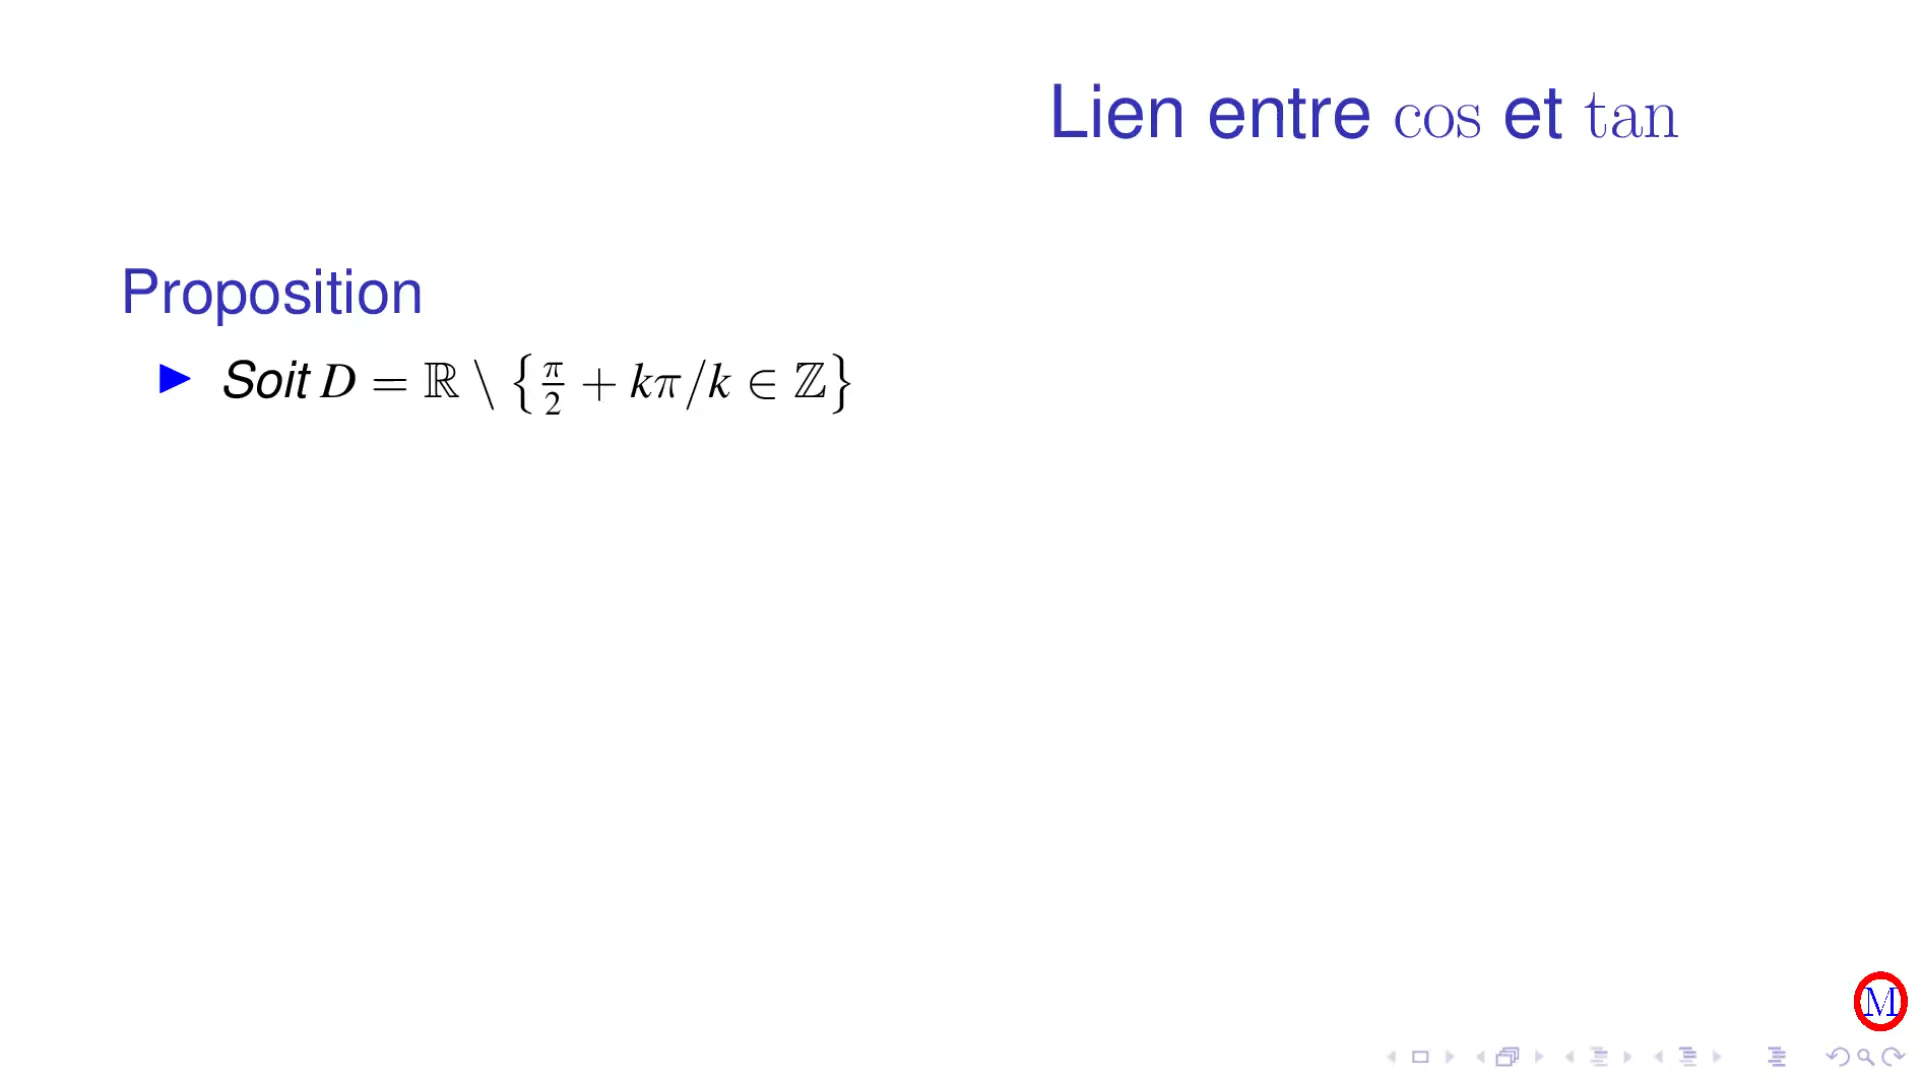 Lien entre cos et tan
Proposition
Soit D = ℝ \ {π/2 + kπ/k ∈ ℤ}
M